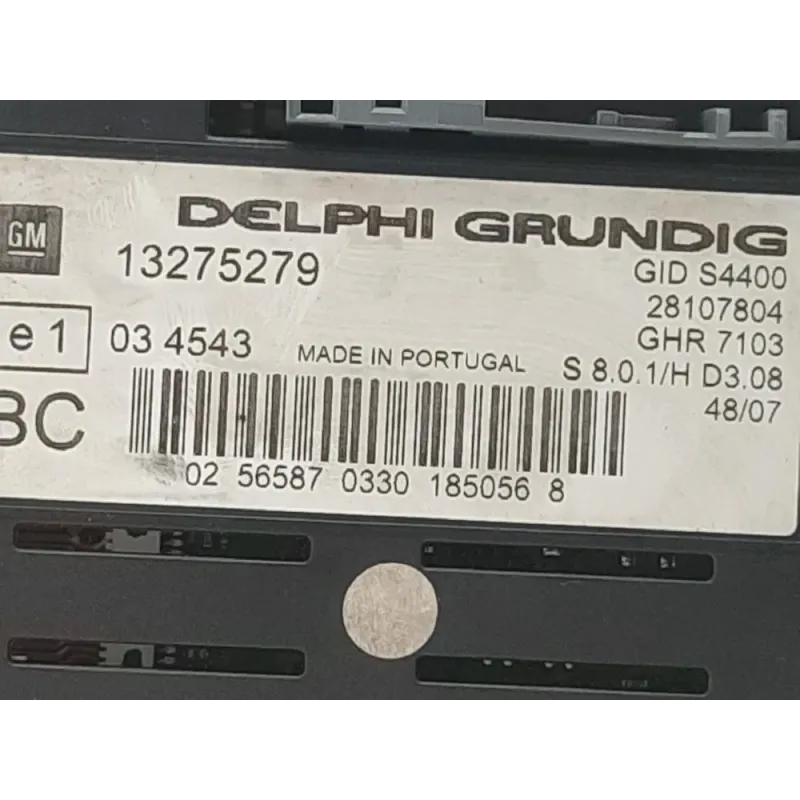 DELPHI GRUNDIG
GM
13275279
GID S4400
28107804
e1
03 4543
MADE IN PORTUGAL
GHR 7103
S 8.0.1/H D3.08
48/07
BC
02 56587 0330 185056 8